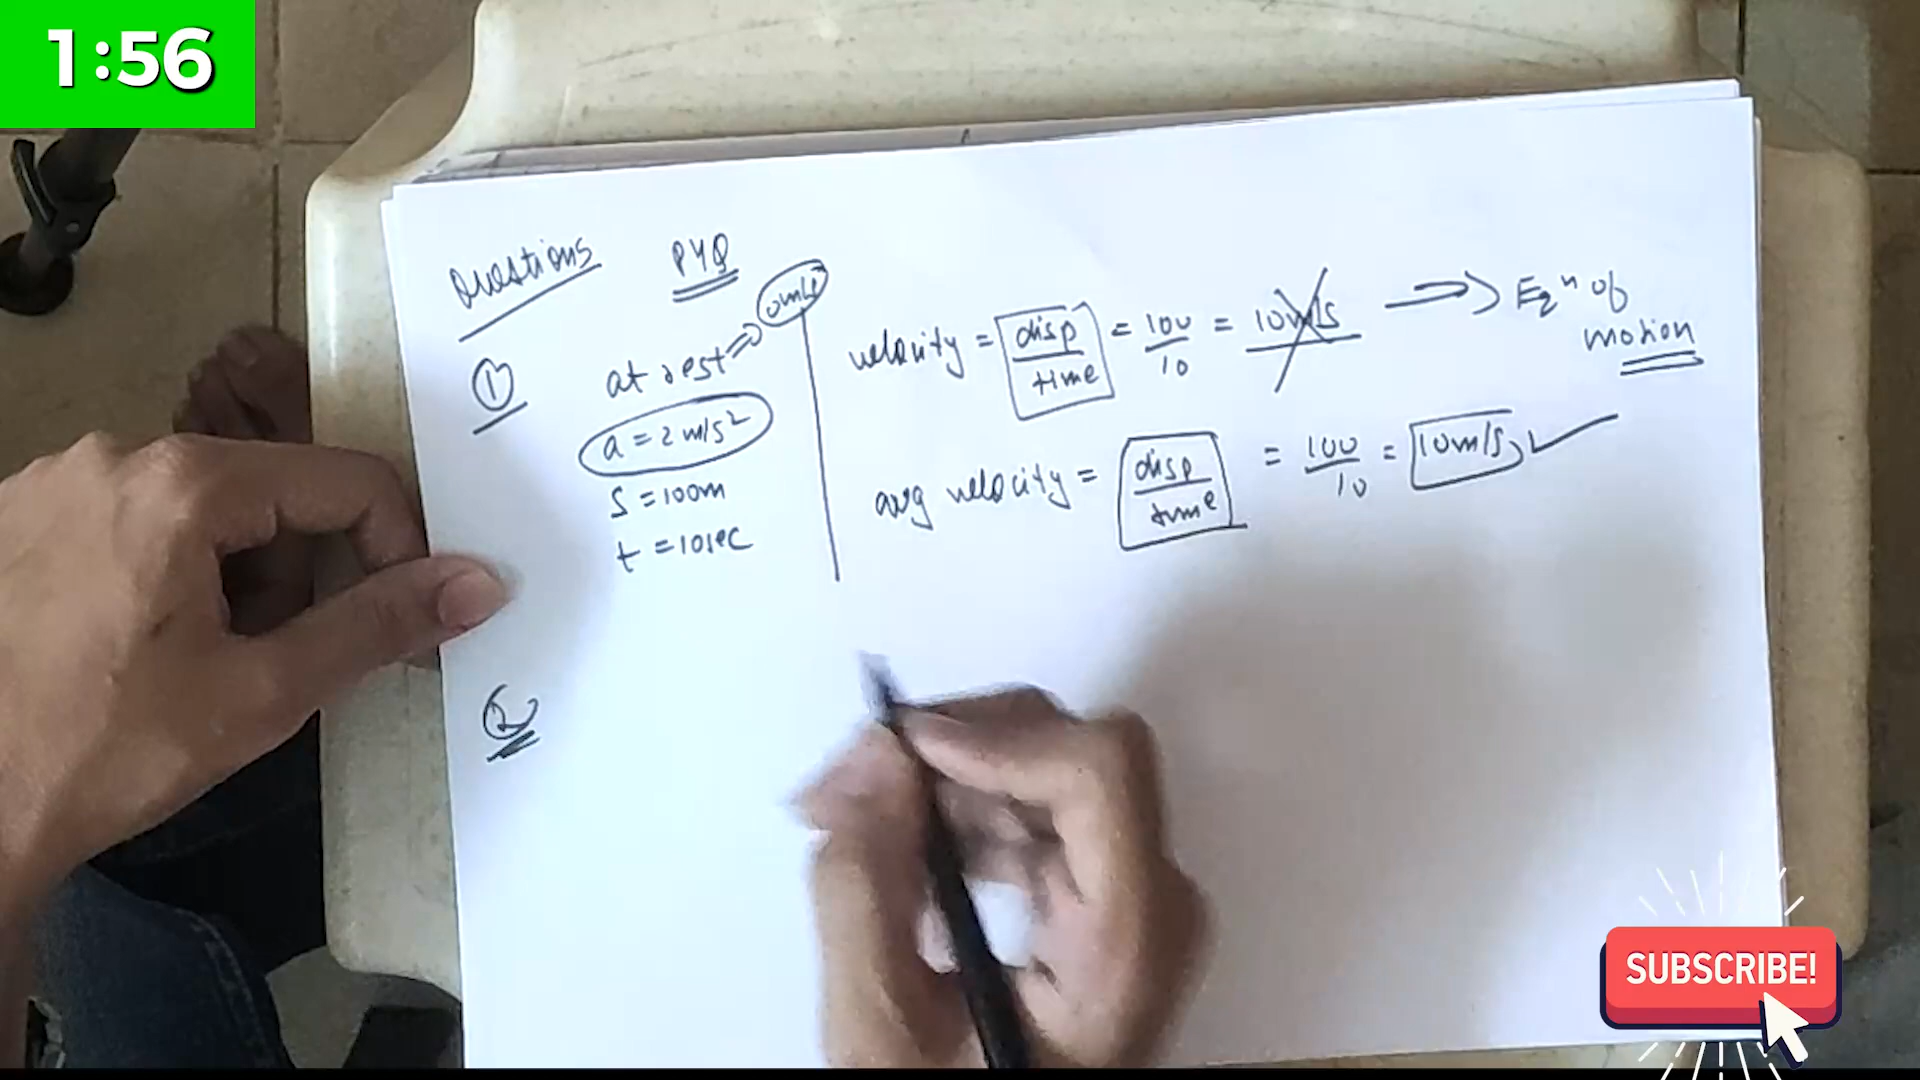 1:56
Questions PYQ
① at rest ⇒ 0m/s
a = 2 m/s²
S = 100m
t = 10sec
velocity = disp/time = 100/10 = 10m/s ⇒ Eqⁿ of motion
avg velocity = disp/time = 100/10 = 10m/s ✓
②
SUBSCRIBE!